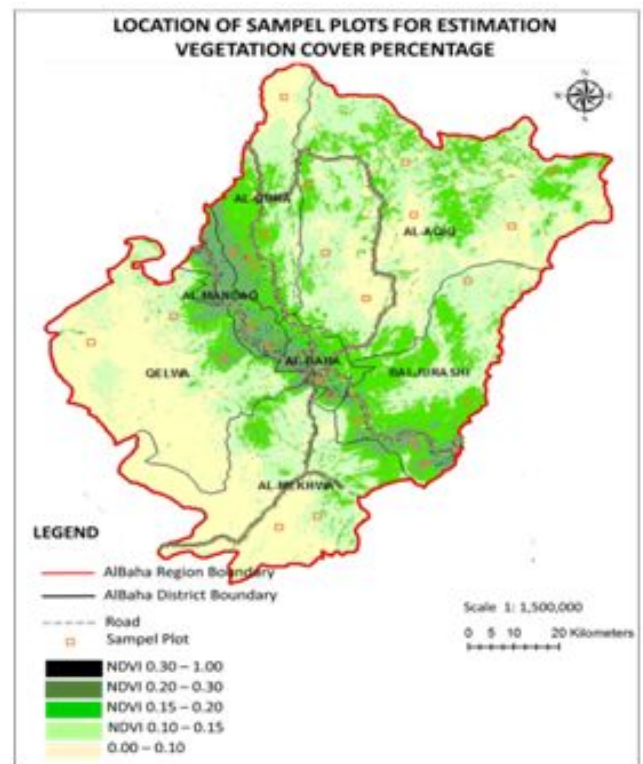 LOCATION OF SAMPEL PLOTS FOR ESTIMATION
VEGETATION COVER PERCENTAGE
N
W
E
S
AL-QURA
AL-AQIQ
AL-MANDAQ
AL-BAHA
QELWA
BALJURASHI
AL-MEKHWA
LEGEND
AlBaha Region Boundary
AlBaha District Boundary
Road
Sampel Plot
NDVI 0.30 – 1.00
NDVI 0.20 – 0.30
NDVI 0.15 – 0.20
NDVI 0.10 – 0.15
0.00 – 0.10
Scale 1: 1,500,000
0 5 10 20 Kilometers